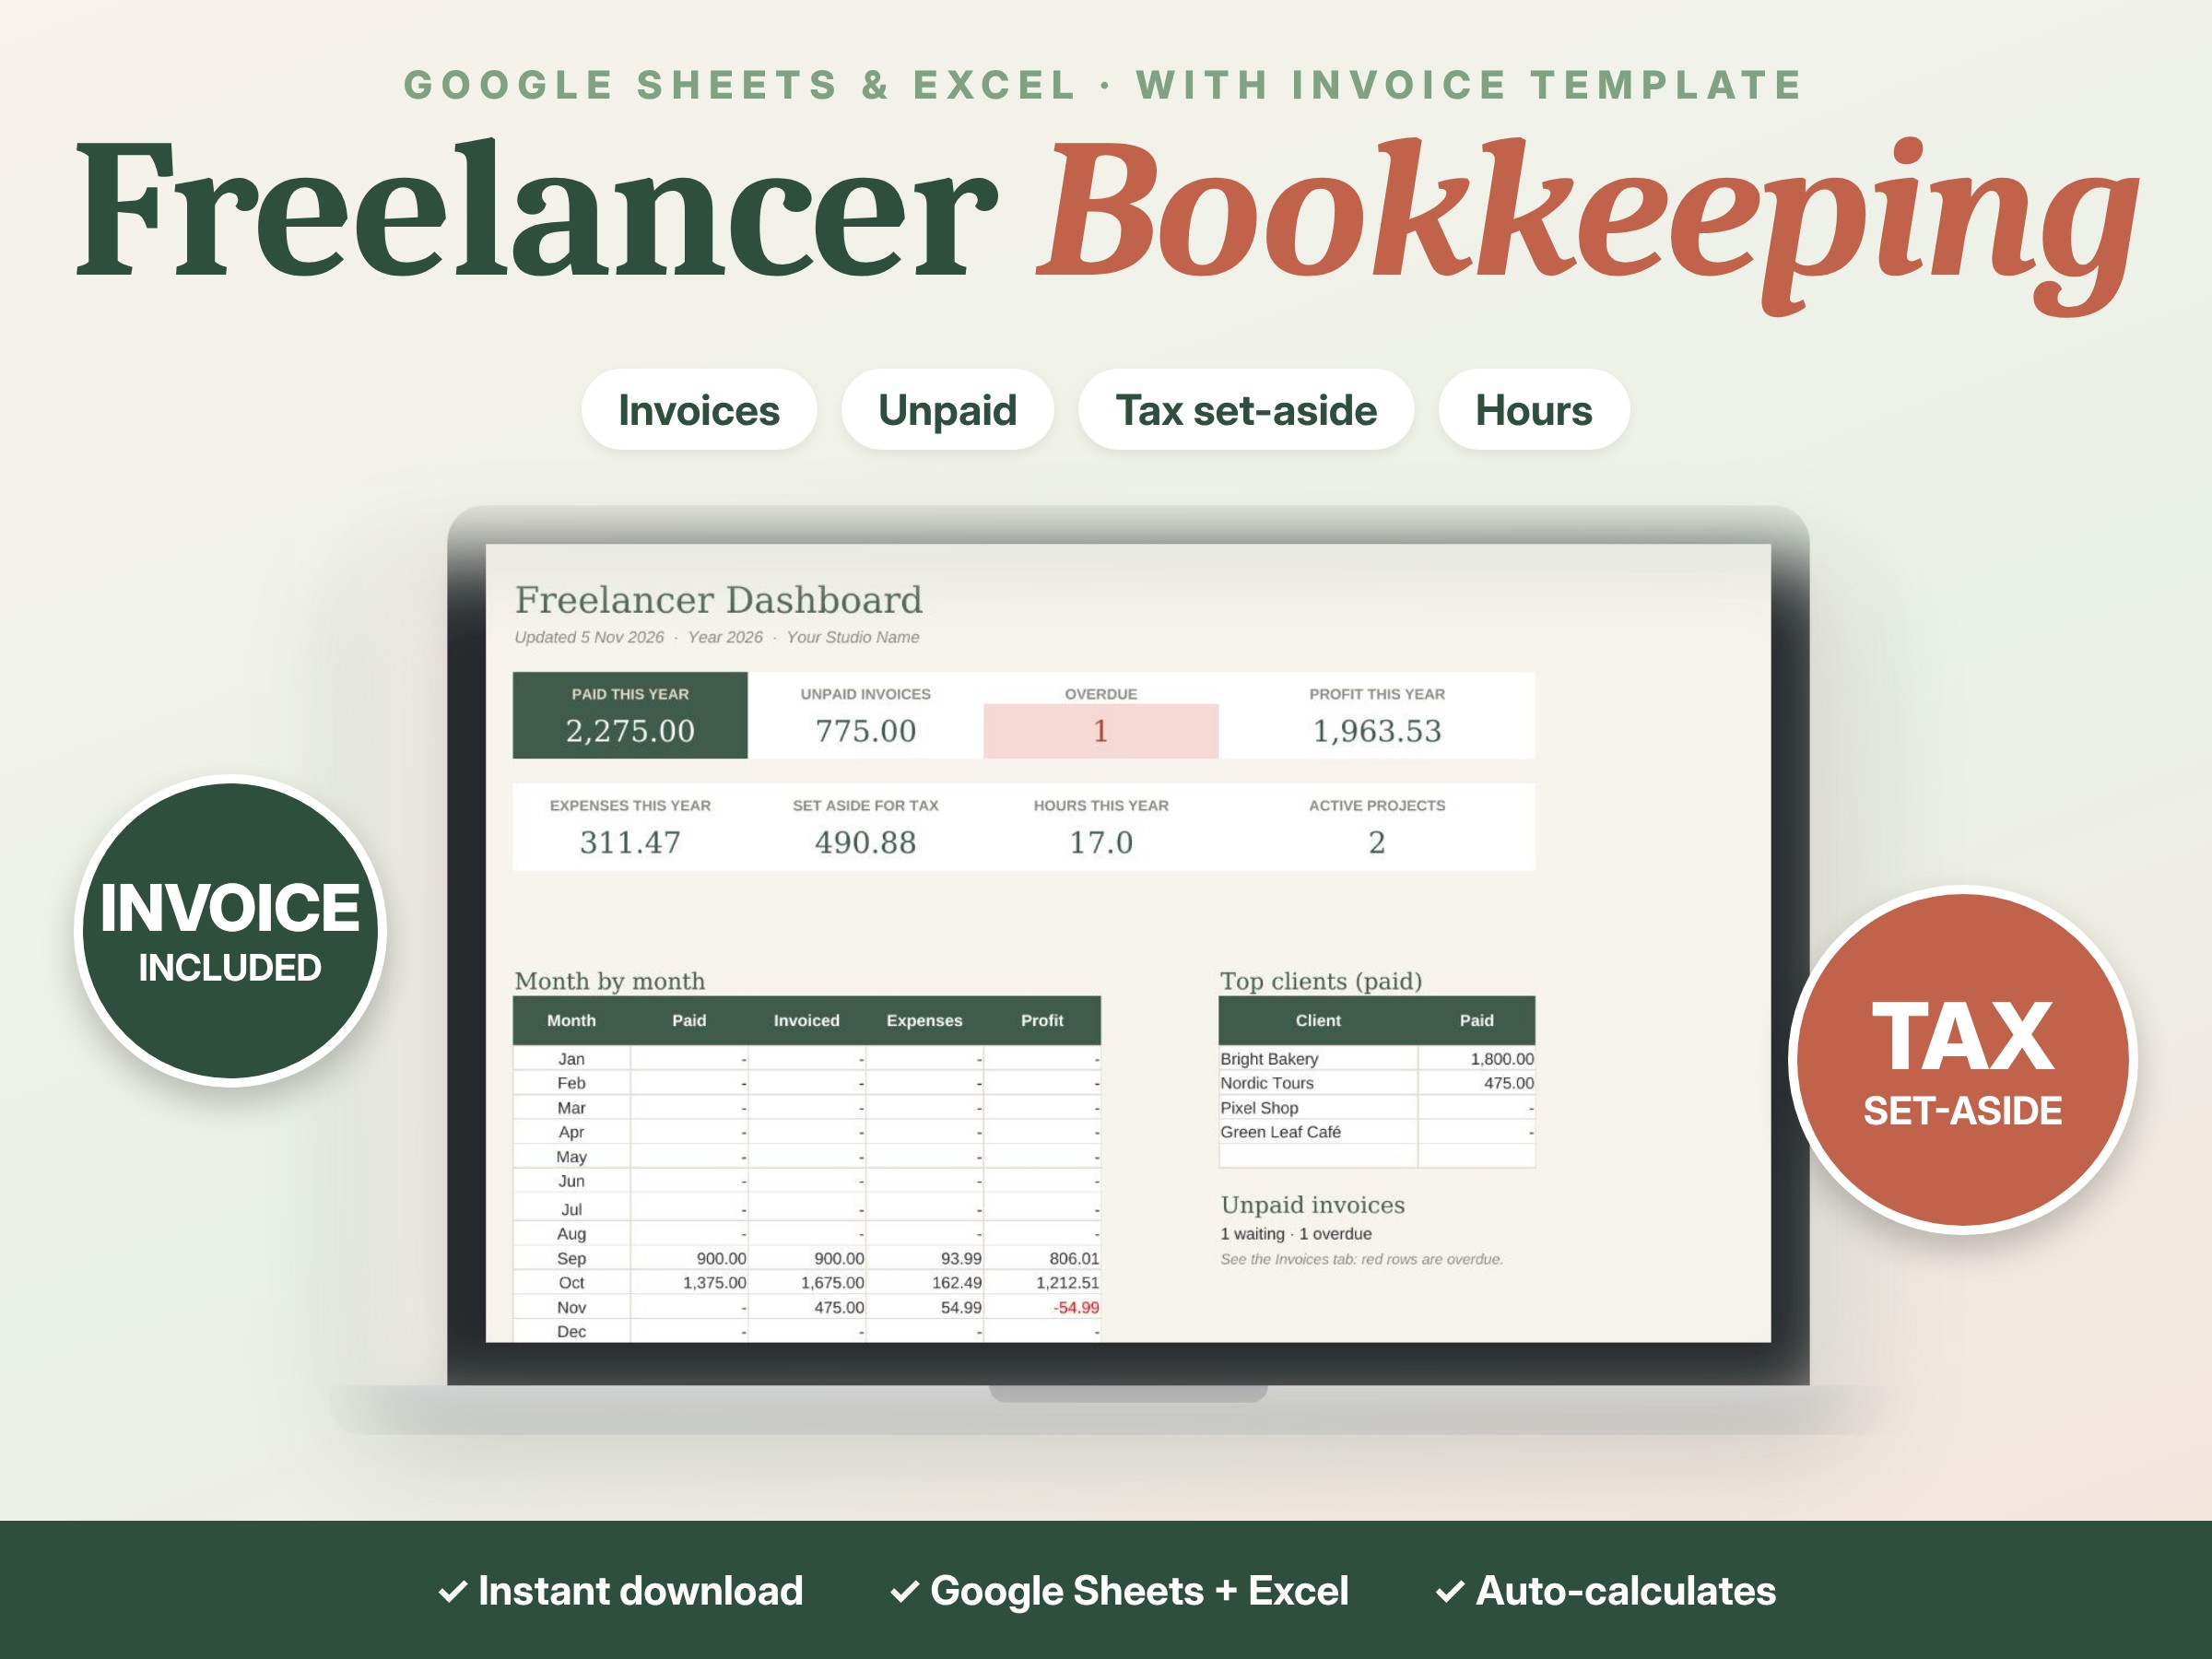 GOOGLE SHEETS & EXCEL · WITH INVOICE TEMPLATE
Freelancer Bookkeeping
Invoices
Unpaid
Tax set-aside
Hours
Freelancer Dashboard
Updated 5 Nov 2026 · Year 2026 · Your Studio Name
PAID THIS YEAR UNPAID INVOICES OVERDUE PROFIT THIS YEAR
2,275.00 775.00 1 1,963.53
EXPENSES THIS YEAR SET ASIDE FOR TAX HOURS THIS YEAR ACTIVE PROJECTS
311.47 490.88 17.0 2
INVOICE
INCLUDED
Month by month
Month Paid Invoiced Expenses Profit
Jan - - - -
Feb - - - -
Mar - - - -
Apr - - - -
May - - - -
Jun - - - -
Jul - - - -
Aug - - - -
Sep 900.00 900.00 93.99 806.01
Oct 1,375.00 1,675.00 162.49 1,212.51
Nov - 475.00 54.99 -54.99
Dec - - - -
Top clients (paid)
Client Paid
Bright Bakery 1,800.00
Nordic Tours 475.00
Pixel Shop -
Green Leaf Café -
Unpaid invoices
1 waiting · 1 overdue
See the Invoices tab: red rows are overdue.
TAX
SET-ASIDE
✓ Instant download ✓ Google Sheets + Excel ✓ Auto-calculates